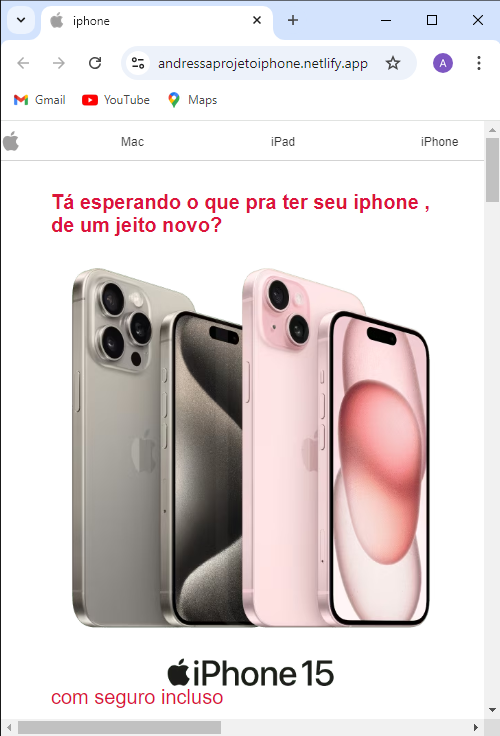 iphone
andressaprojetoiphone.netlify.app
A
Gmail YouTube Maps
Mac iPad iPhone
Tá esperando o que pra ter seu iphone ,
de um jeito novo?
iPhone 15
com seguro incluso